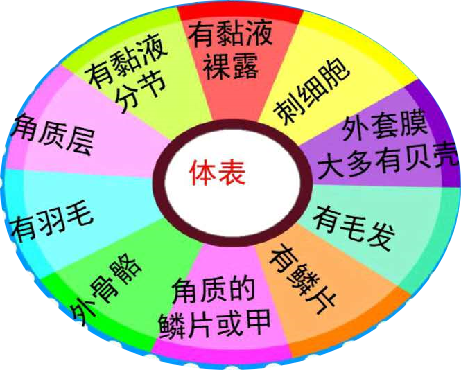 有黏液
裸露
刺细胞
外套膜
大多有贝壳
有毛发
有鳞片
角质的
鳞片或甲
外骨骼
有羽毛
角质层
有黏液
分节
体表